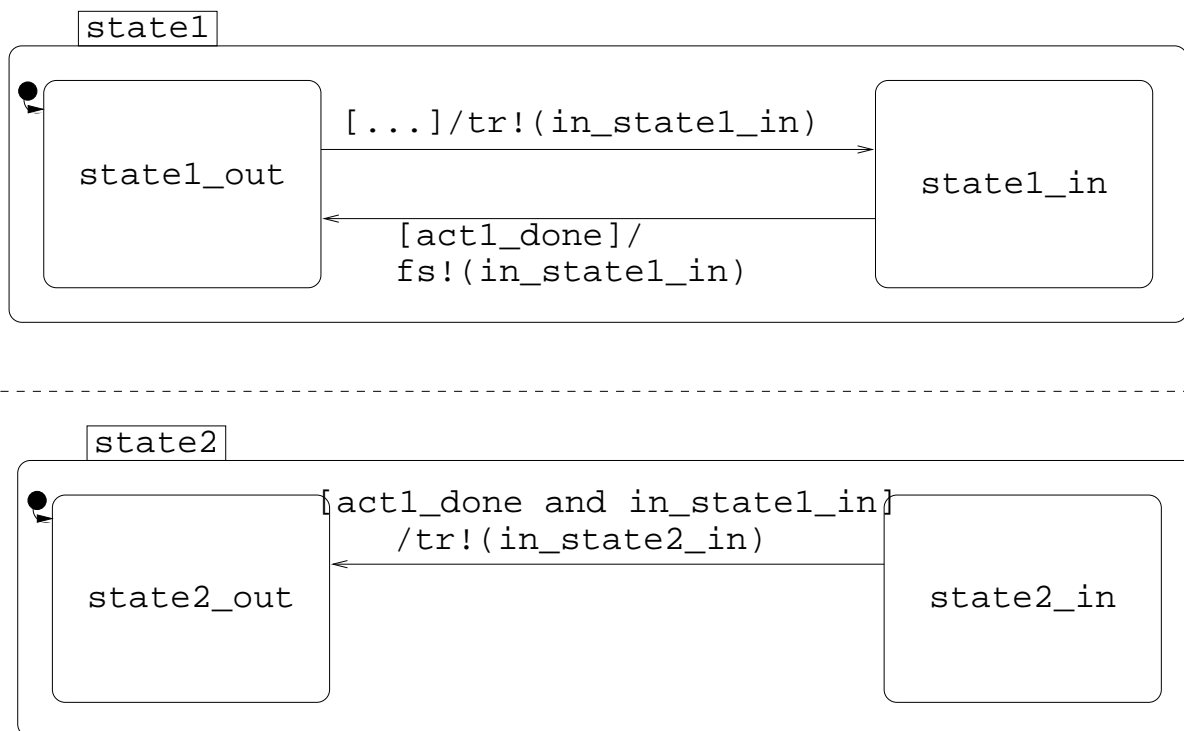 state1
[...]/tr!(in_state1_in)
state1_out
state1_in
[act1_done]/
fs!(in_state1_in)
state2
[act1_done and in_state1_in]
/tr!(in_state2_in)
state2_out
state2_in